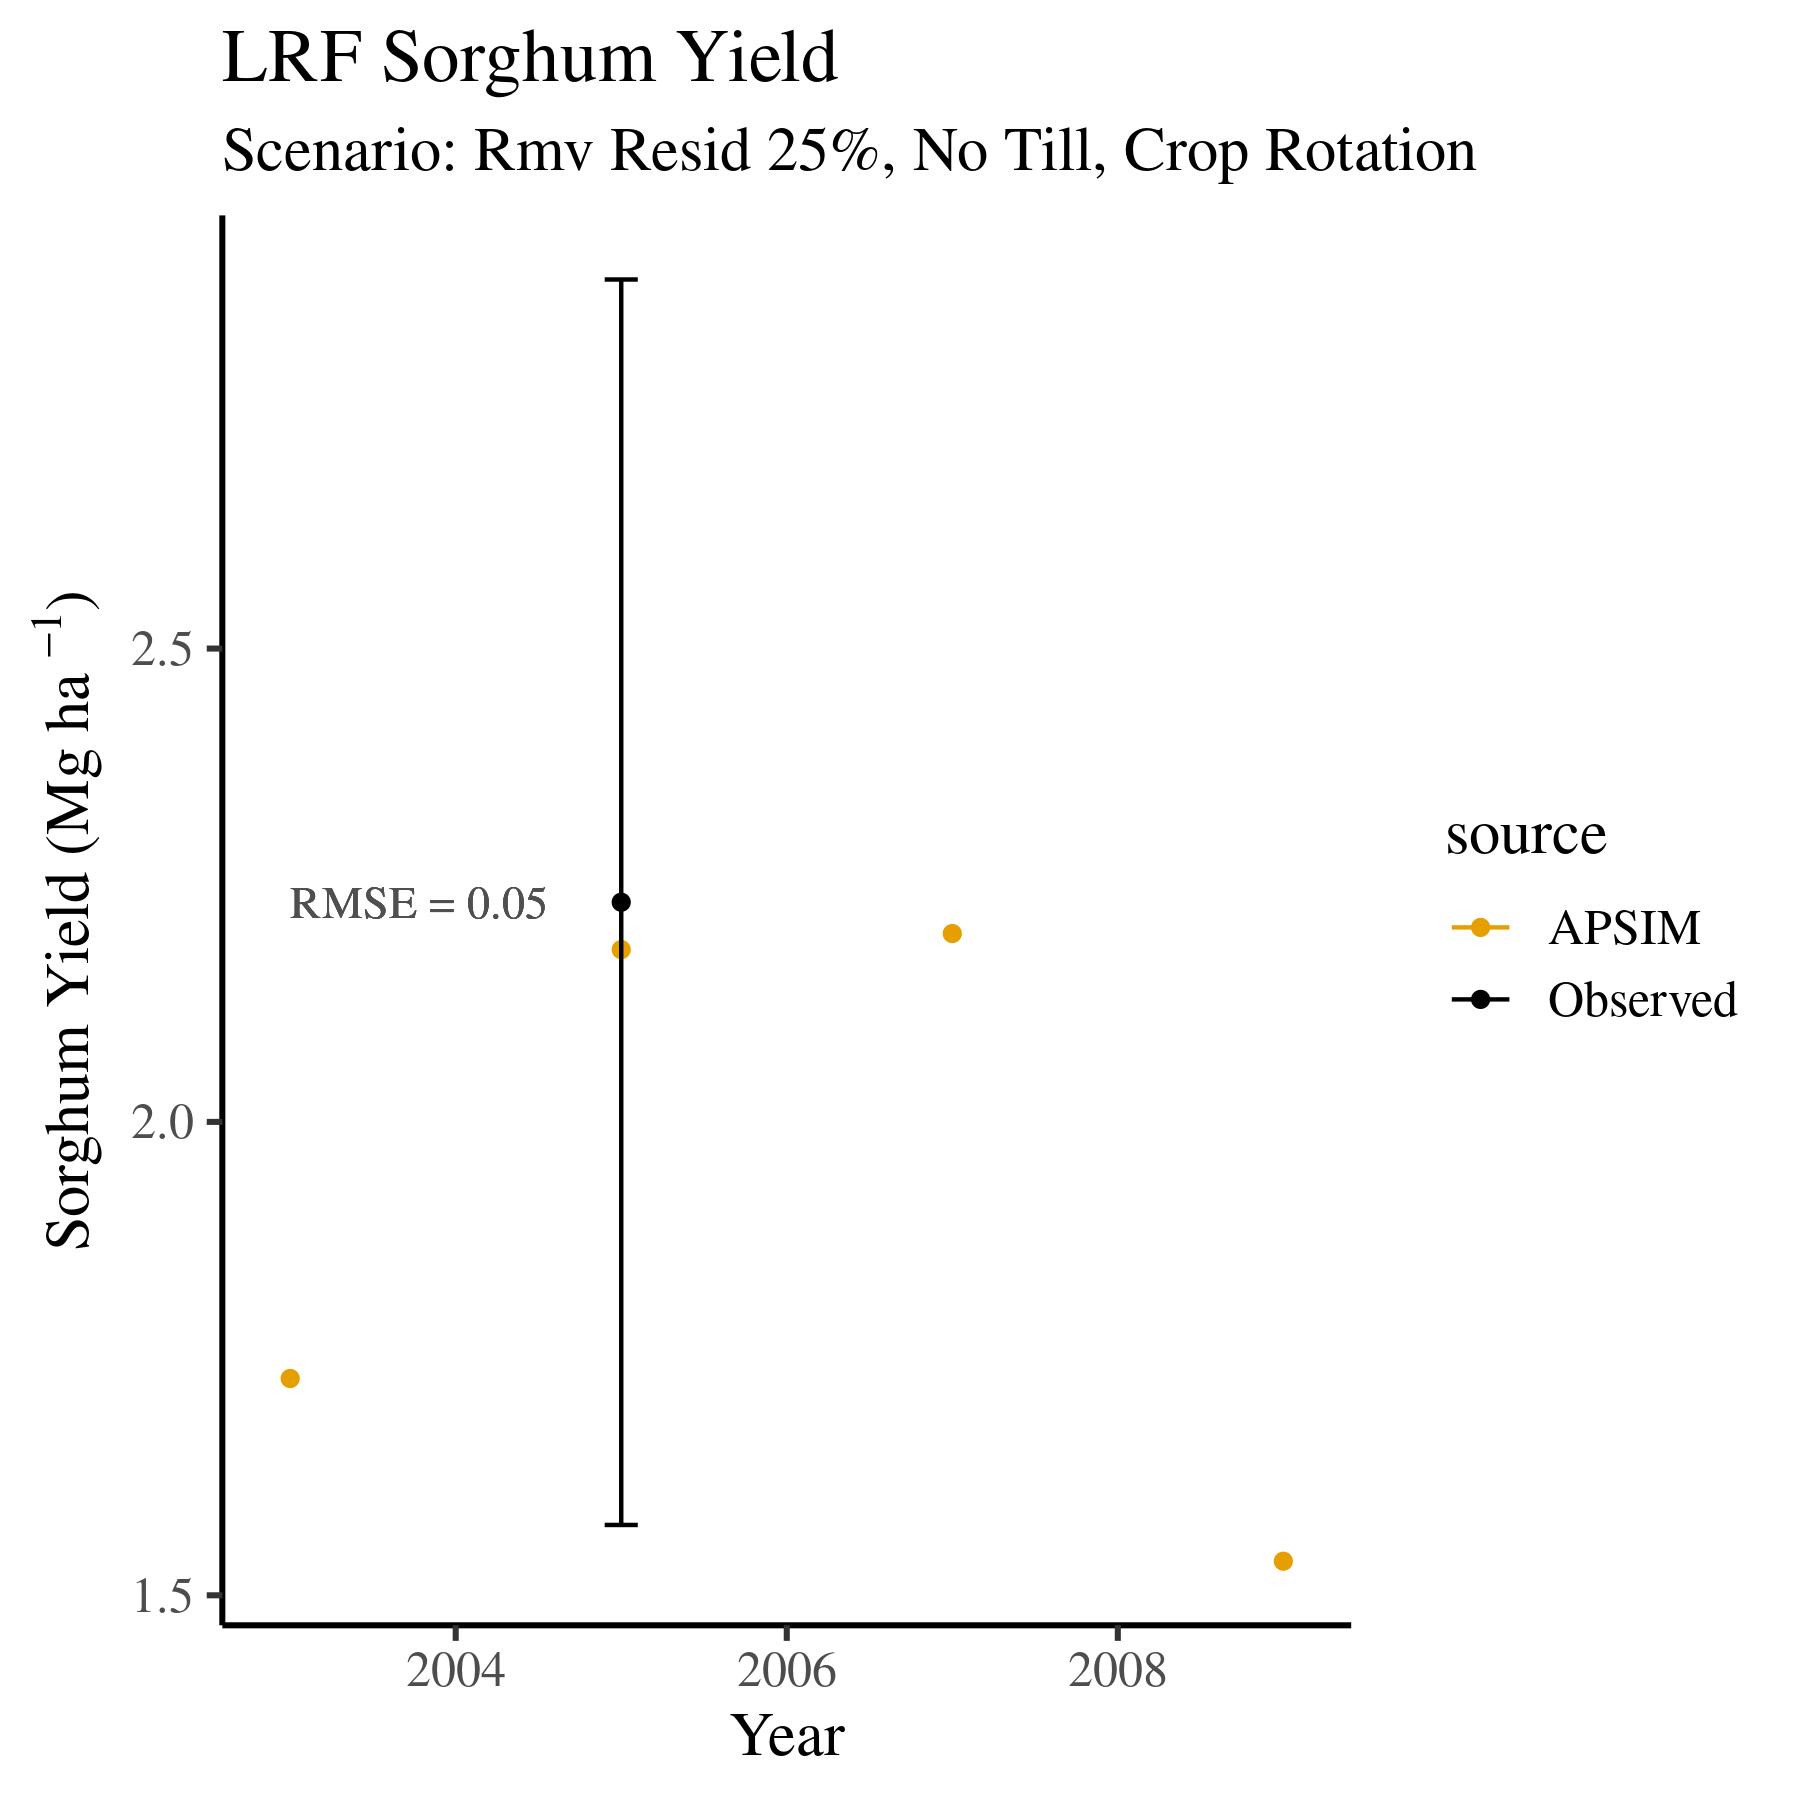 LRF Sorghum Yield
Scenario: Rmv Resid 25%, No Till, Crop Rotation
Sorghum Yield (Mg ha −1)
2.5
2.0
1.5
RMSE = 0.05
2004
2006
2008
Year
source
APSIM
Observed